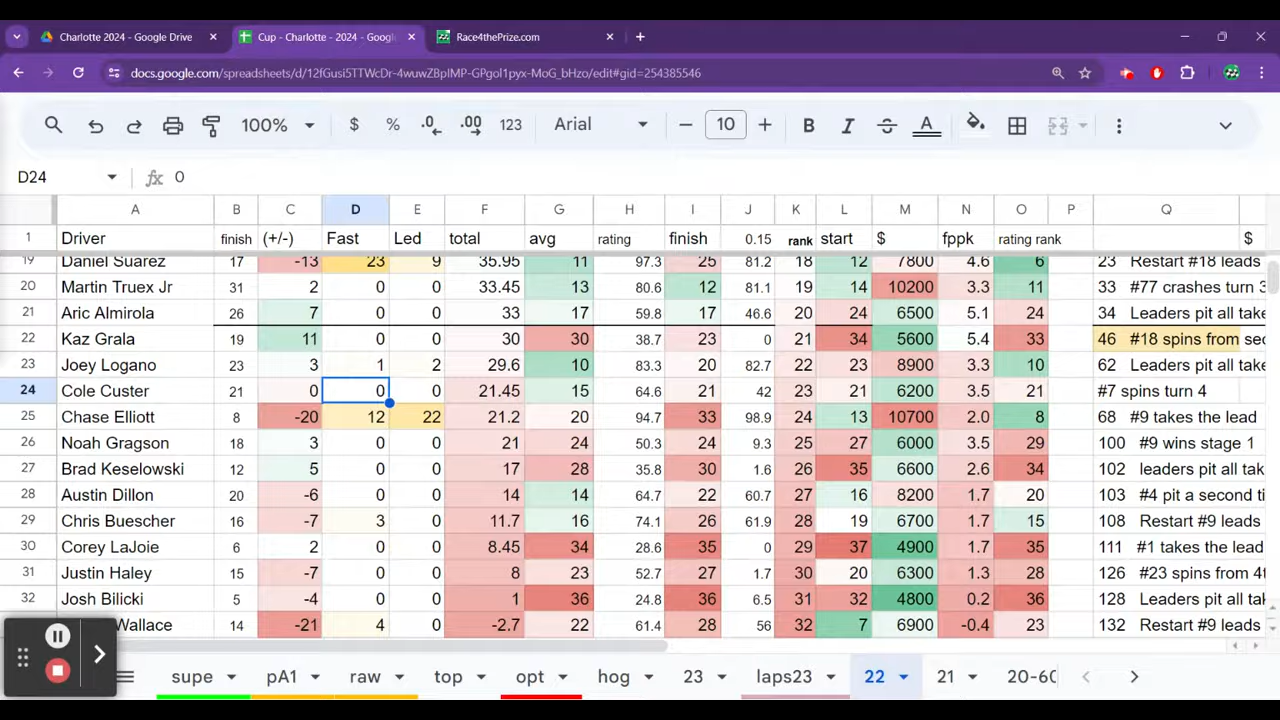 Charlotte 2024 - Google Drive
Cup - Charlotte - 2024 - Googl
Race4thePrize.com
docs.google.com/spreadsheets/d/12fGusi5TTWcDr-4wuwZBpIMP-GPgol1pyx-MoG_bHzo/edit#gid=254385546
100% $ % .0 .00 123 Arial 10 B I S A
D24 fx 0
A B C D E F G H I J K L M N O P Q
1 Driver finish (+/-) Fast Led total avg rating finish 0.15 rank start $ fppk rating rank $
19 Daniel Suarez 17 -13 23 9 35.95 11 97.3 25 81.2 18 12 7800 4.6 6 23 Restart #18 leads
20 Martin Truex Jr 31 2 0 0 33.45 13 80.6 12 81.1 19 14 10200 3.3 11 33 #77 crashes turn 3
21 Aric Almirola 26 7 0 0 33 17 59.8 17 46.6 20 24 6500 5.1 24 34 Leaders pit all take
22 Kaz Grala 19 11 0 0 30 30 38.7 23 0 21 34 5600 5.4 33 46 #18 spins from sec
23 Joey Logano 13 3 1 2 29.6 10 83.3 20 82.7 22 23 8900 3.3 10 62 Leaders pit all take
24 Cole Custer 21 0 0 0 21.45 15 64.6 21 42 23 21 6200 3.5 21 #7 spins turn 4
25 Chase Elliott 8 -20 12 22 21.2 20 94.7 33 98.9 24 13 10700 2.0 8 68 #9 takes the lead
26 Noah Gragson 18 3 0 0 21 24 50.3 24 9.3 25 27 6000 3.5 29 100 #9 wins stage 1
27 Brad Keselowski 12 5 0 0 17 28 35.8 30 1.6 26 35 6600 2.6 34 102 leaders pit all tak
28 Austin Dillon 20 -6 0 0 14 14 64.7 22 60.7 27 16 8200 1.7 20 103 #4 pit a second ti
29 Chris Buescher 16 -7 3 0 11.7 16 74.1 26 61.9 28 19 6700 1.7 15 108 Restart #9 leads
30 Corey LaJoie 6 2 0 0 8.45 34 28.6 35 0 29 37 4900 1.7 35 111 #1 takes the lead
31 Justin Haley 15 -7 0 0 8 23 52.7 27 1.7 30 20 6300 1.3 28 126 #23 spins from 4t
32 Josh Bilicki 5 -4 0 0 1 36 24.8 36 6.5 31 32 4800 0.2 36 128 Leaders pit all tak
Wallace 14 -21 4 0 -2.7 22 61.4 28 56 32 7 6900 -0.4 23 132 Restart #9 leads
supe pA1 raw top opt hog 23 laps23 22 21 20-60